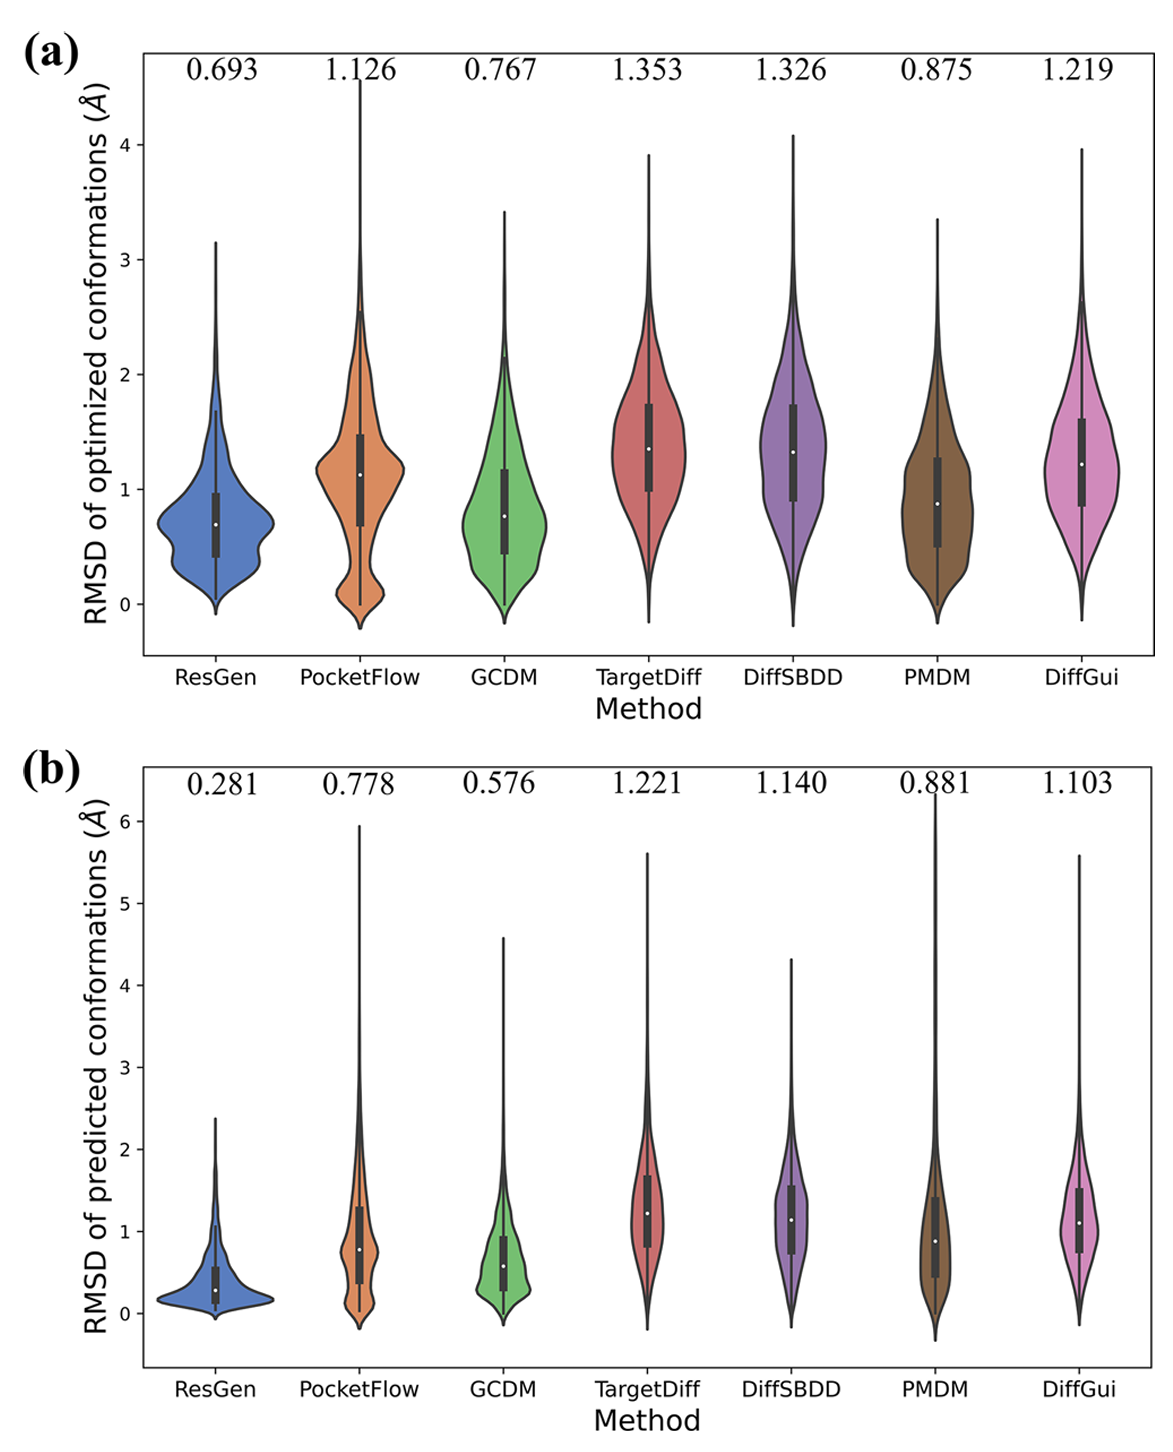 (a)
0.693 1.126 0.767 1.353 1.326 0.875 1.219
RMSD of optimized conformations (Å)
4
3
2
1
0
ResGen PocketFlow GCDM TargetDiff DiffSBDD PMDM DiffGui
Method
(b)
0.281 0.778 0.576 1.221 1.140 0.881 1.103
RMSD of predicted conformations (Å)
6
5
4
3
2
1
0
ResGen PocketFlow GCDM TargetDiff DiffSBDD PMDM DiffGui
Method